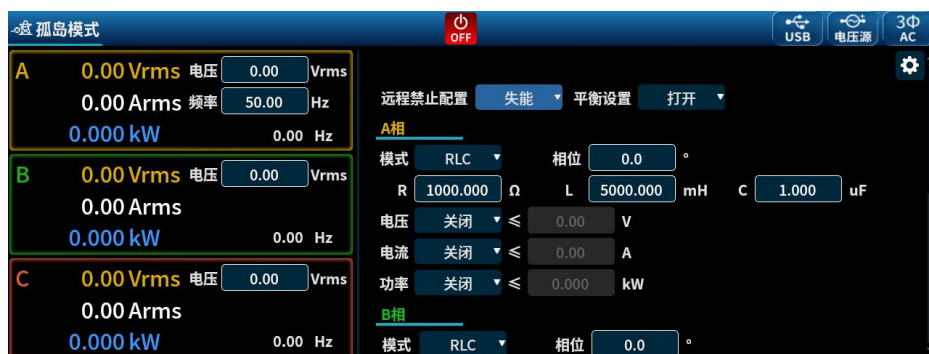 孤岛模式
OFF
USB
电压源
3Φ
AC
A
0.00 Vrms 电压 0.00 Vrms
0.00 Arms 频率 50.00 Hz
0.000 kW 0.00 Hz
B
0.00 Vrms 电压 0.00 Vrms
0.00 Arms
0.000 kW 0.00 Hz
C
0.00 Vrms 电压 0.00 Vrms
0.00 Arms
0.000 kW 0.00 Hz
远程禁止配置 失能 平衡设置 打开
A相
模式 RLC 相位 0.0 °
R 1000.000 Ω L 5000.000 mH C 1.000 uF
电压 关闭 ≤ 0.00 V
电流 关闭 ≤ 0.00 A
功率 关闭 ≤ 0.000 kW
B相
模式 RLC 相位 0.0 °